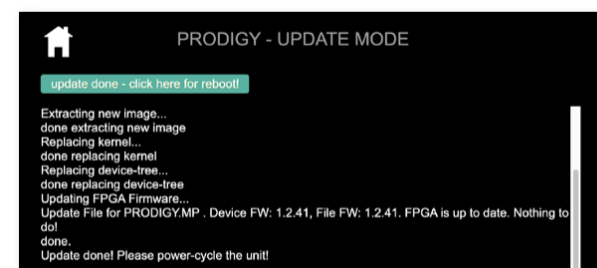 PRODIGY - UPDATE MODE
update done - click here for reboot!
Extracting new image...
done extracting new image
Replacing kernel...
done replacing kernel
Replacing device-tree...
done replacing device-tree
Updating FPGA Firmware...
Update File for PRODIGY.MP . Device FW: 1.2.41, File FW: 1.2.41. FPGA is up to date. Nothing to
do!
done.
Update done! Please power-cycle the unit!